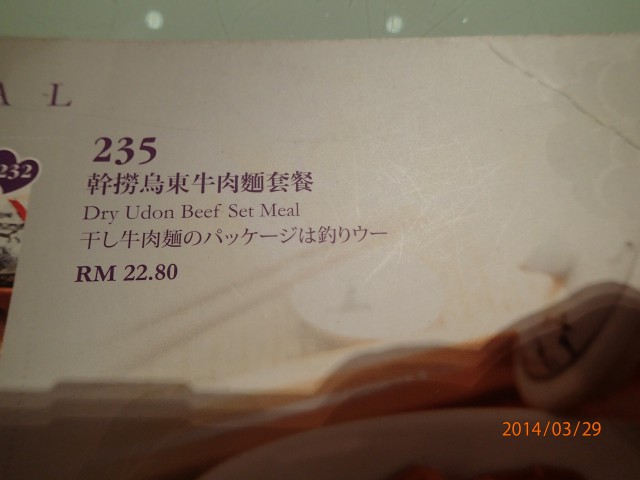 A L
232
235
幹撈烏東牛肉麵套餐
Dry Udon Beef Set Meal
干し牛肉麺のパッケージは釣りウー
RM 22.80
2014/03/29